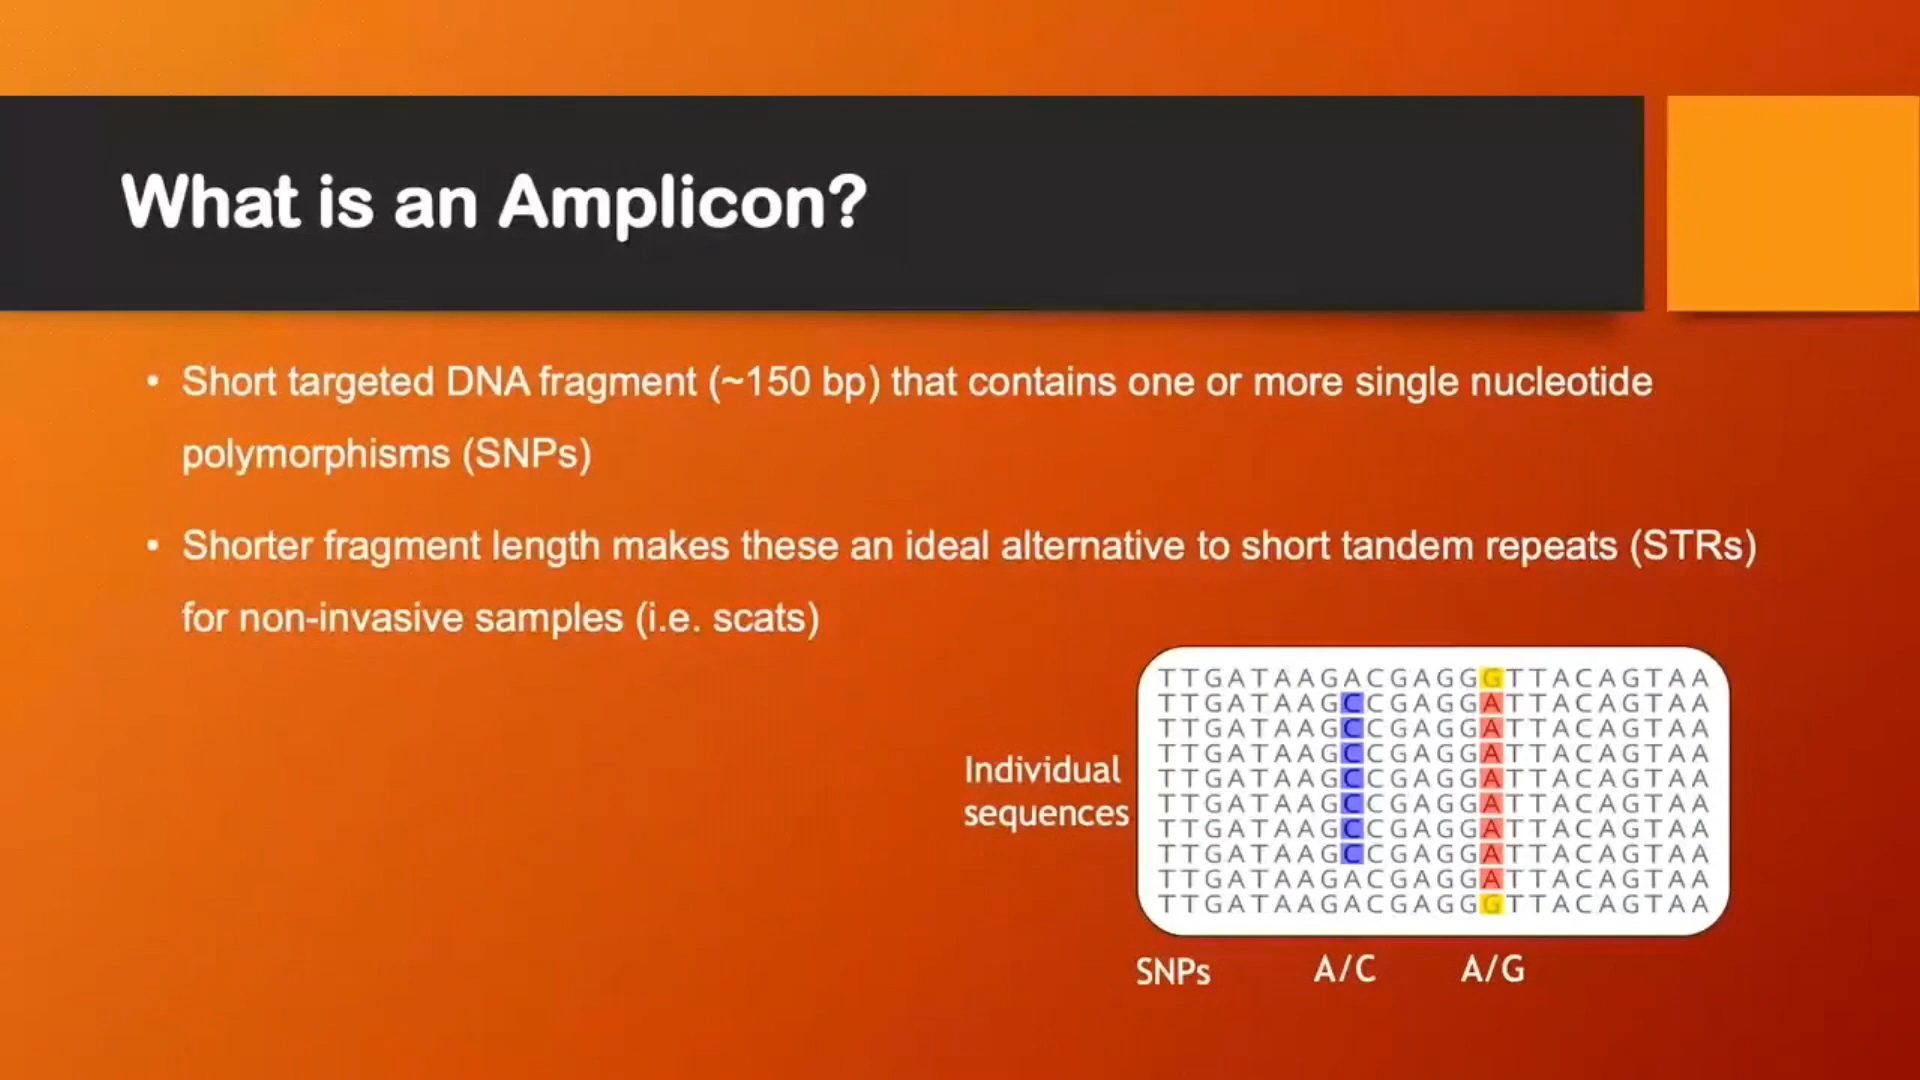 What is an Amplicon?
• Short targeted DNA fragment (~150 bp) that contains one or more single nucleotide
polymorphisms (SNPs)
• Shorter fragment length makes these an ideal alternative to short tandem repeats (STRs)
for non-invasive samples (i.e. scats)
Individual
sequences
TTGATAAGACGAGGGTTACAGTAA
TTGATAAGCCGAGGATTACAGTAA
TTGATAAGCCGAGGATTACAGTAA
TTGATAAGCCGAGGATTACAGTAA
TTGATAAGCCGAGGATTACAGTAA
TTGATAAGCCGAGGATTACAGTAA
TTGATAAGCCGAGGATTACAGTAA
TTGATAAGCCGAGGATTACAGTAA
TTGATAAGACGAGGATTACAGTAA
TTGATAAGACGAGGGTTACAGTAA
SNPs A/C A/G